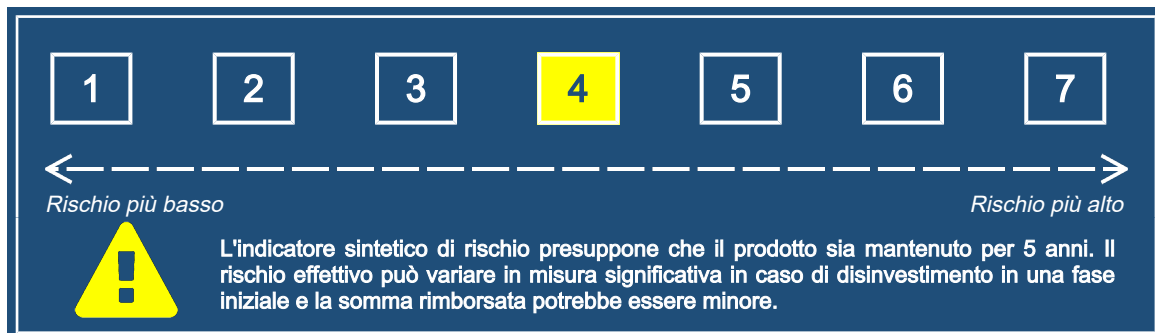 1 2 3 4 5 6 7
Rischio più basso Rischio più alto
L'indicatore sintetico di rischio presuppone che il prodotto sia mantenuto per 5 anni. Il
rischio effettivo può variare in misura significativa in caso di disinvestimento in una fase
iniziale e la somma rimborsata potrebbe essere minore.